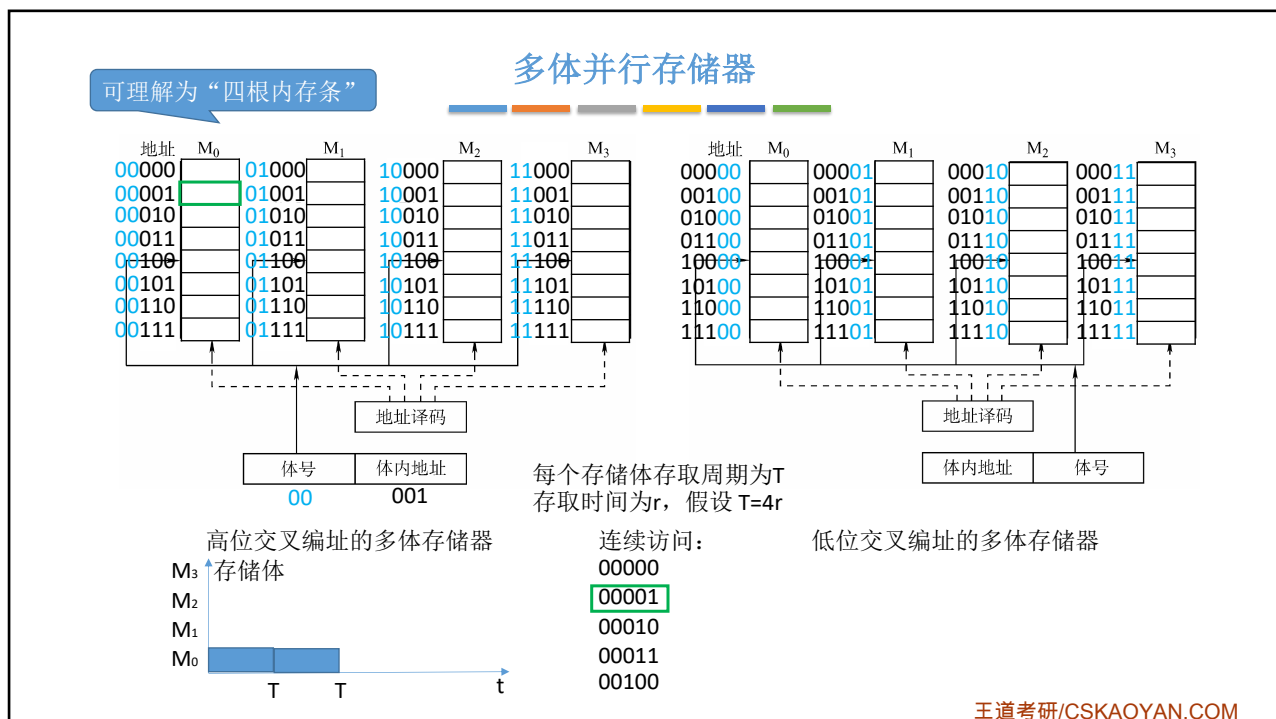 多体并行存储器
可理解为“四根内存条”
地址 M₀ M₁ M₂ M₃
00000 01000 10000 11000
00001 01001 10001 11001
00010 01010 10010 11010
00011 01011 10011 11011
00100 01100 10100 11100
00101 01101 10101 11101
00110 01110 10110 11110
00111 01111 10111 11111
地址译码
体号 体内地址
00 001
高位交叉编址的多体存储器
地址 M₀ M₁ M₂ M₃
00000 00001 00010 00011
00100 00101 00110 00111
01000 01001 01010 01011
01100 01101 01110 01111
10000 10001 10010 10011
10100 10101 10110 10111
11000 11001 11010 11011
11100 11101 11110 11111
地址译码
体内地址 体号
低位交叉编址的多体存储器
每个存储体存取周期为T
存取时间为r，假设 T=4r
连续访问：
00000
00001
00010
00011
00100
存储体
M₃
M₂
M₁
M₀
T T t
王道考研/CSKAOYAN.COM